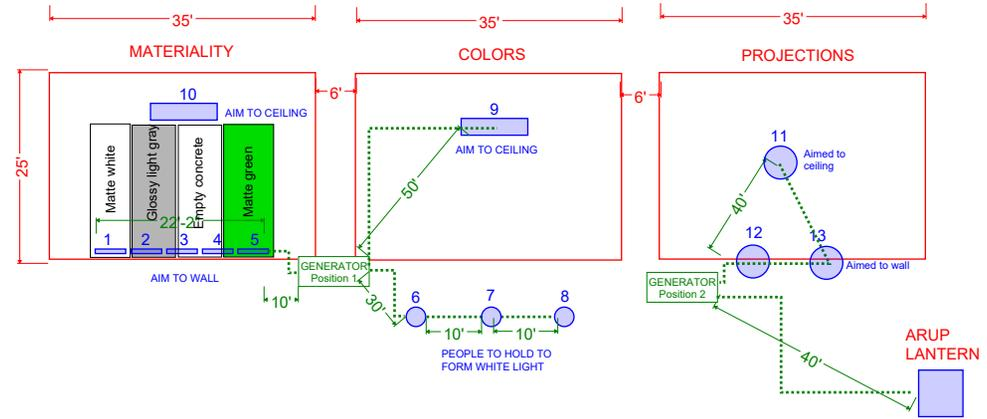 35'
35'
35'
MATERIALITY
COLORS
PROJECTIONS
6'
6'
25'
10
AIM TO CEILING
Matte white
Glossy light gray
Empty concrete
Matte green
22'-2"
1
2
3
4
5
AIM TO WALL
10'
GENERATOR
Position 1
9
AIM TO CEILING
50'
30'
6
7
8
10'
10'
PEOPLE TO HOLD TO
FORM WHITE LIGHT
11
Aimed to
ceiling
40'
12
13
Aimed to wall
GENERATOR
Position 2
40'
ARUP
LANTERN